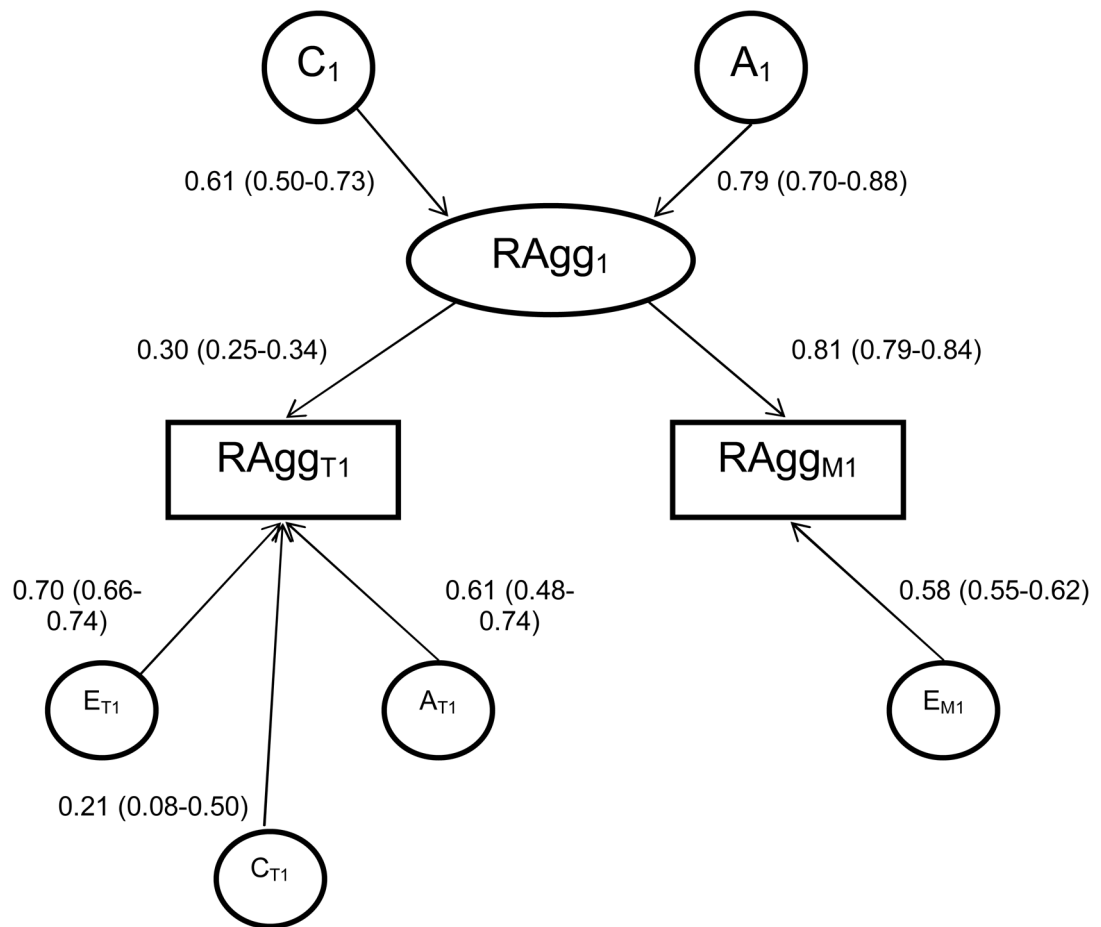 C₁
A₁
0.61 (0.50-0.73)
0.79 (0.70-0.88)
RAgg₁
0.30 (0.25-0.34)
0.81 (0.79-0.84)
RAggT1
RAggM1
0.70 (0.66-
0.74)
0.61 (0.48-
0.74)
0.58 (0.55-0.62)
ET1
AT1
EM1
0.21 (0.08-0.50)
CT1